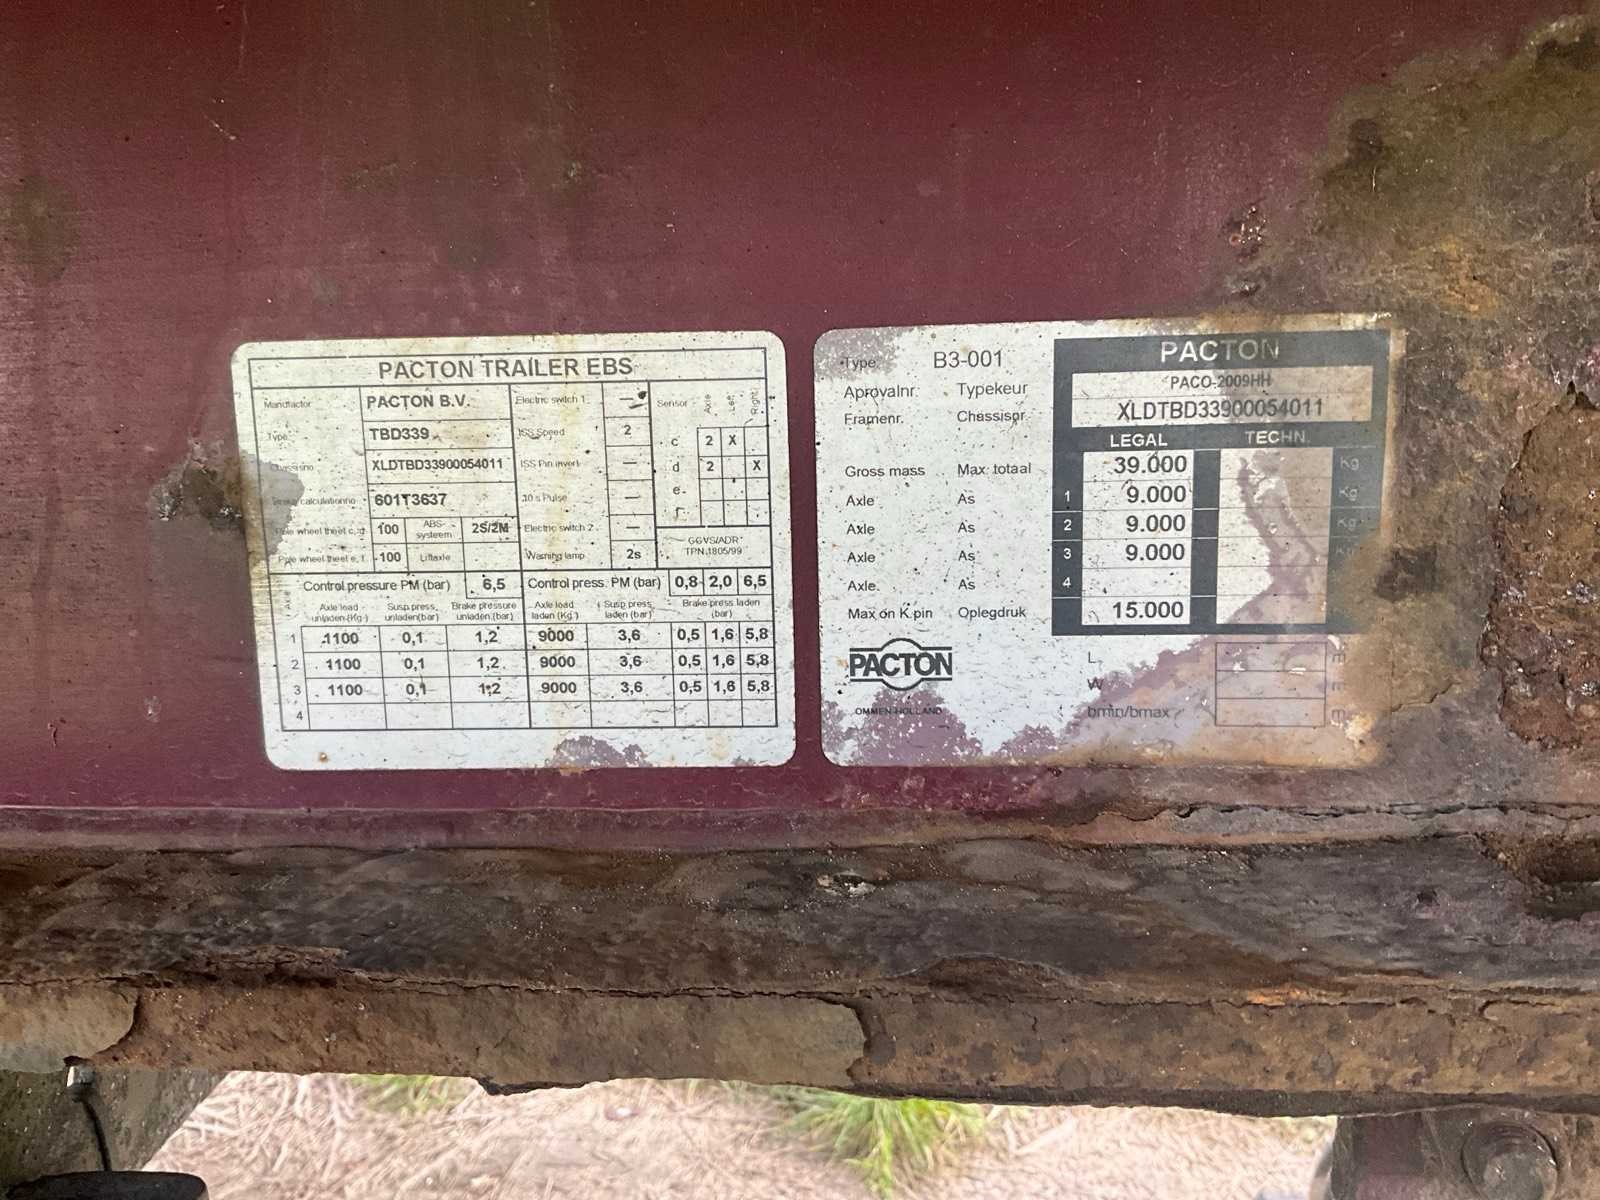 PACTON TRAILER EBS
Manufactor PACTON B.V. Electric switch 1 — Sensor Axle Left Right
Type TBD339 ISS Speed 2 c 2 X
Chassisno XLDTBD33900054011 ISS Pin invert — d 2 X
calculationno 601T3637 10 s Pulse — e
Pole wheel theet c, d 100 ABS-systeem 2S/2M Electric switch 2 — f
Pole wheel theet e, f 100 Liftaxle Warning lamp 2s GGVS/ADR TPN.1805/99
Control pressure PM (bar) 6,5 Control press. PM (bar) 0,8 2,0 6,5
Axle Axle load unladen(Kg) Susp.press. unladen(bar) Brake pressure unladen.(bar) Axle load laden (Kg.) Susp.press. laden (bar) Brake press laden (bar)
1 1100 0,1 1,2 9000 3,6 0,5 1,6 5,8
2 1100 0,1 1,2 9000 3,6 0,5 1,6 5,8
3 1100 0,1 1,2 9000 3,6 0,5 1,6 5,8
4
Type B3-001 PACTON
Aprovalnr. Typekeur PACO-2009HH
Framenr. Chassisnr. XLDTBD33900054011
LEGAL TECHN.
Gross mass Max. totaal 39.000 Kg
Axle As 1 9.000 Kg
Axle As 2 9.000 Kg
Axle As 3 9.000 Kg
Axle. As 4
Max on K.pin Oplegdruk 15.000
PACTON
OMMEN-HOLLAND
L
W
bmin/bmax